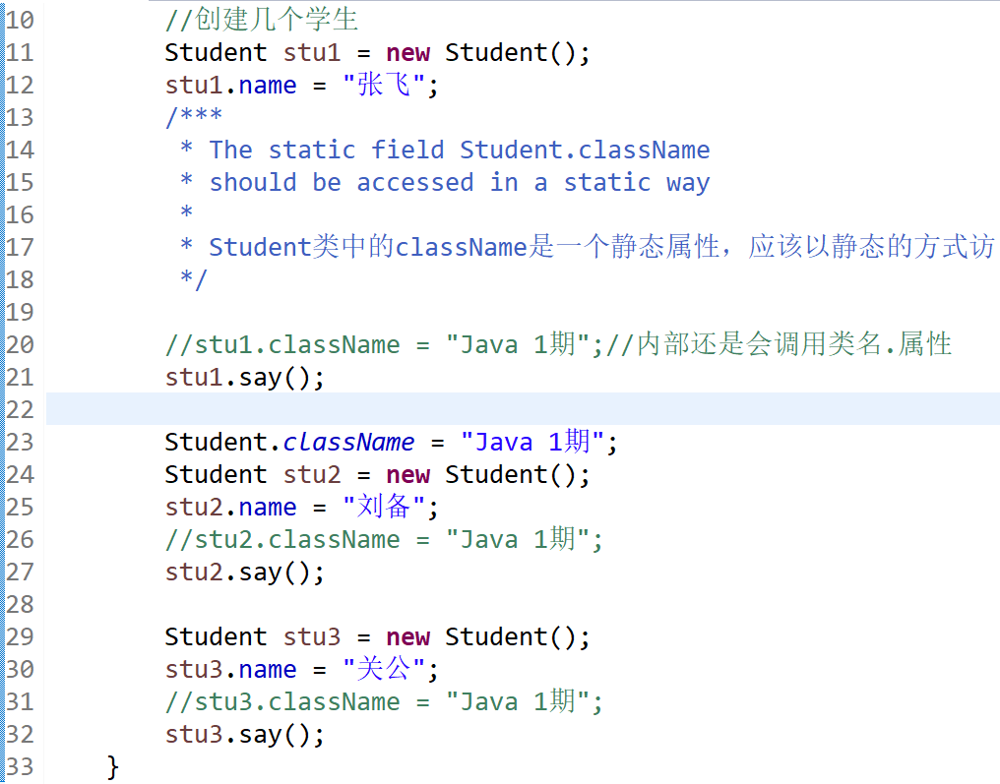 10 //创建几个学生
11 Student stu1 = new Student();
12 stu1.name = "张飞";
13 /***
14 * The static field Student.className
15 * should be accessed in a static way
16 *
17 * Student类中的className是一个静态属性，应该以静态的方式访
18 */
19
20 //stu1.className = "Java 1期";//内部还是会调用类名.属性
21 stu1.say();
22
23 Student.className = "Java 1期";
24 Student stu2 = new Student();
25 stu2.name = "刘备";
26 //stu2.className = "Java 1期";
27 stu2.say();
28
29 Student stu3 = new Student();
30 stu3.name = "关公";
31 //stu3.className = "Java 1期";
32 stu3.say();
33 }